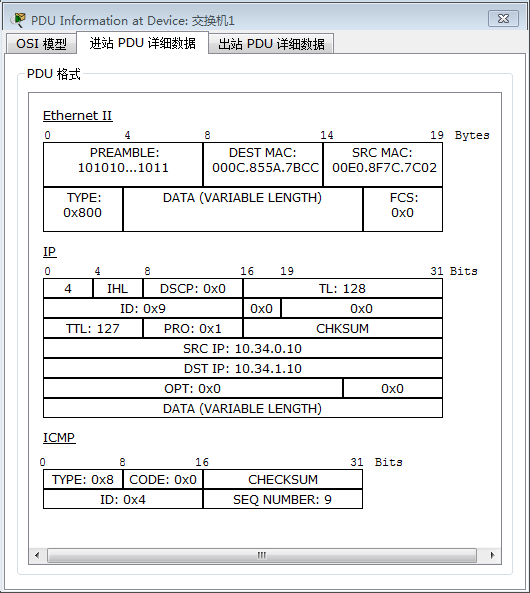 PDU Information at Device: 交换机1
OSI 模型 进站 PDU 详细数据 出站 PDU 详细数据
PDU 格式
Ethernet II
0 4 8 14 19 Bytes
PREAMBLE: DEST MAC: SRC MAC:
101010...1011 000C.855A.7BCC 00E0.8F7C.7C02
TYPE: DATA (VARIABLE LENGTH) FCS:
0x800 0x0
IP
0 4 8 16 19 31 Bits
4 IHL DSCP: 0x0 TL: 128
ID: 0x9 0x0 0x0
TTL: 127 PRO: 0x1 CHKSUM
SRC IP: 10.34.0.10
DST IP: 10.34.1.10
OPT: 0x0 0x0
DATA (VARIABLE LENGTH)
ICMP
0 8 16 31 Bits
TYPE: 0x8 CODE: 0x0 CHECKSUM
ID: 0x4 SEQ NUMBER: 9